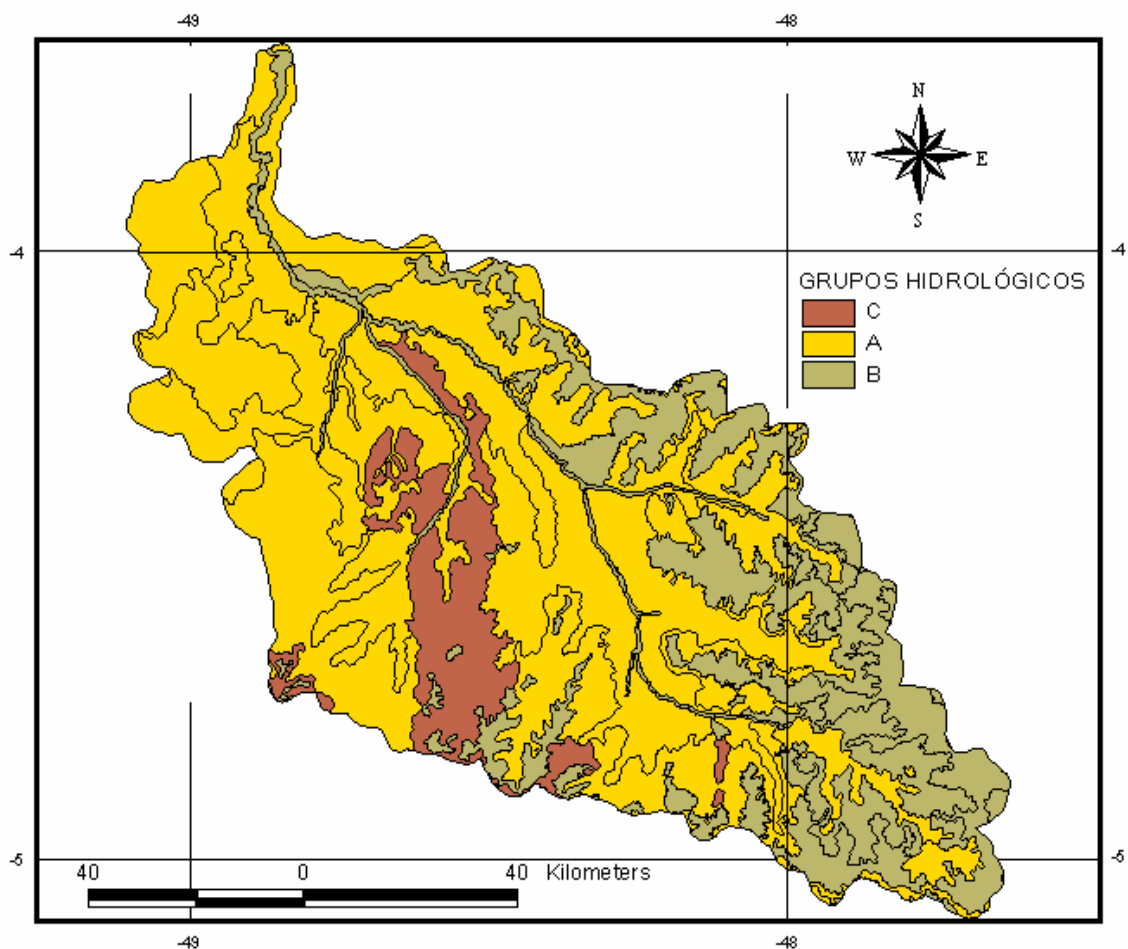 -49 -48
N
W E
S
-4 -4
GRUPOS HIDROLÓGICOS
C
A
B
-5 -5
40 0 40 Kilometers
-49 -48